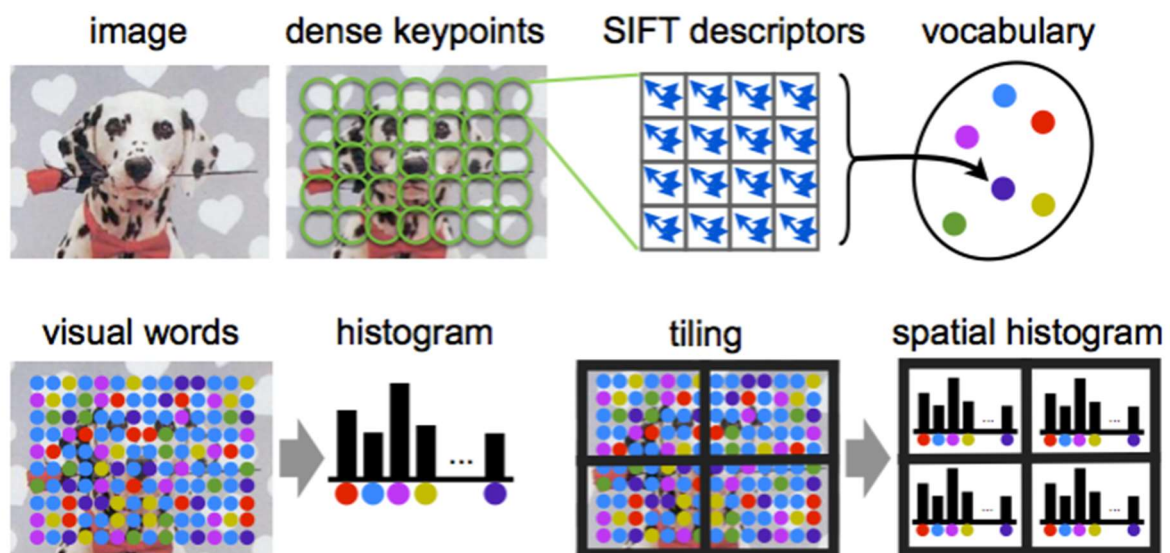 image
dense keypoints
SIFT descriptors
vocabulary
visual words
histogram
tiling
spatial histogram
...
... ...
... ...